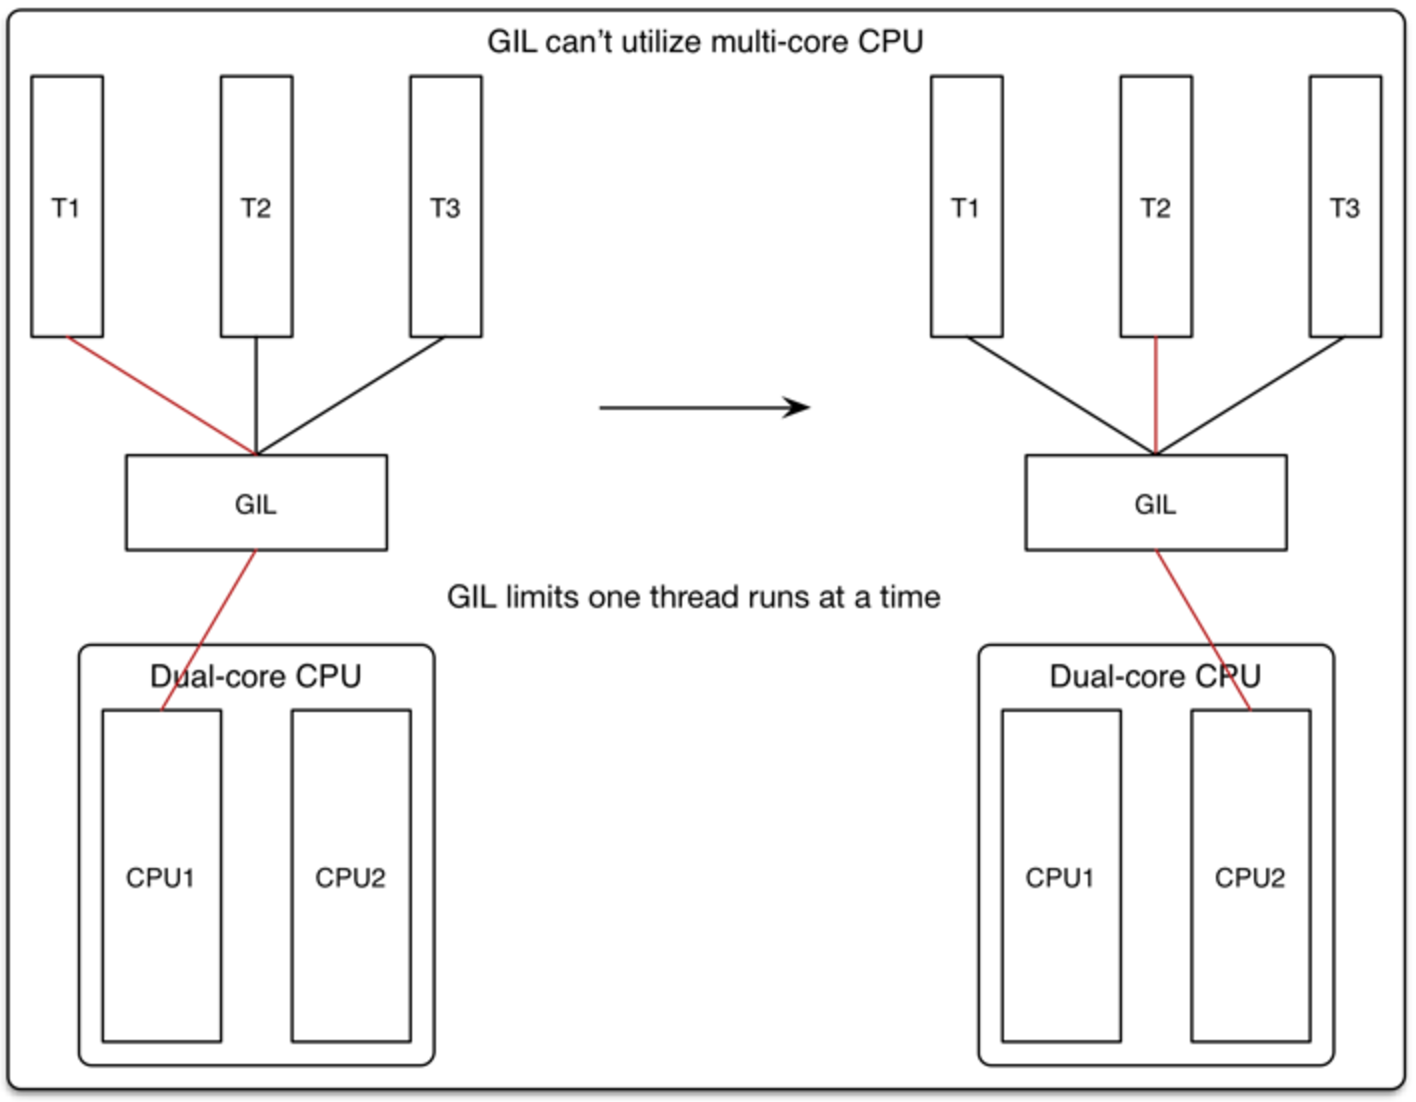 GIL can't utilize multi-core CPU
T1
T2
T3
T1
T2
T3
GIL
GIL
GIL limits one thread runs at a time
Dual-core CPU
Dual-core CPU
CPU1
CPU2
CPU1
CPU2